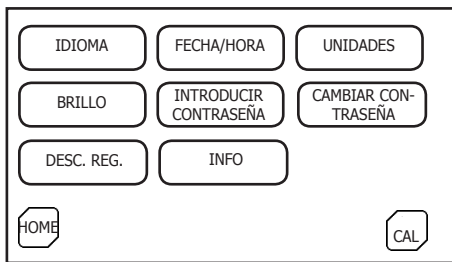 IDIOMA
FECHA/HORA
UNIDADES
BRILLO
INTRODUCIR
CONTRASEÑA
CAMBIAR CON-
TRASEÑA
DESC. REG.
INFO
HOME
CAL